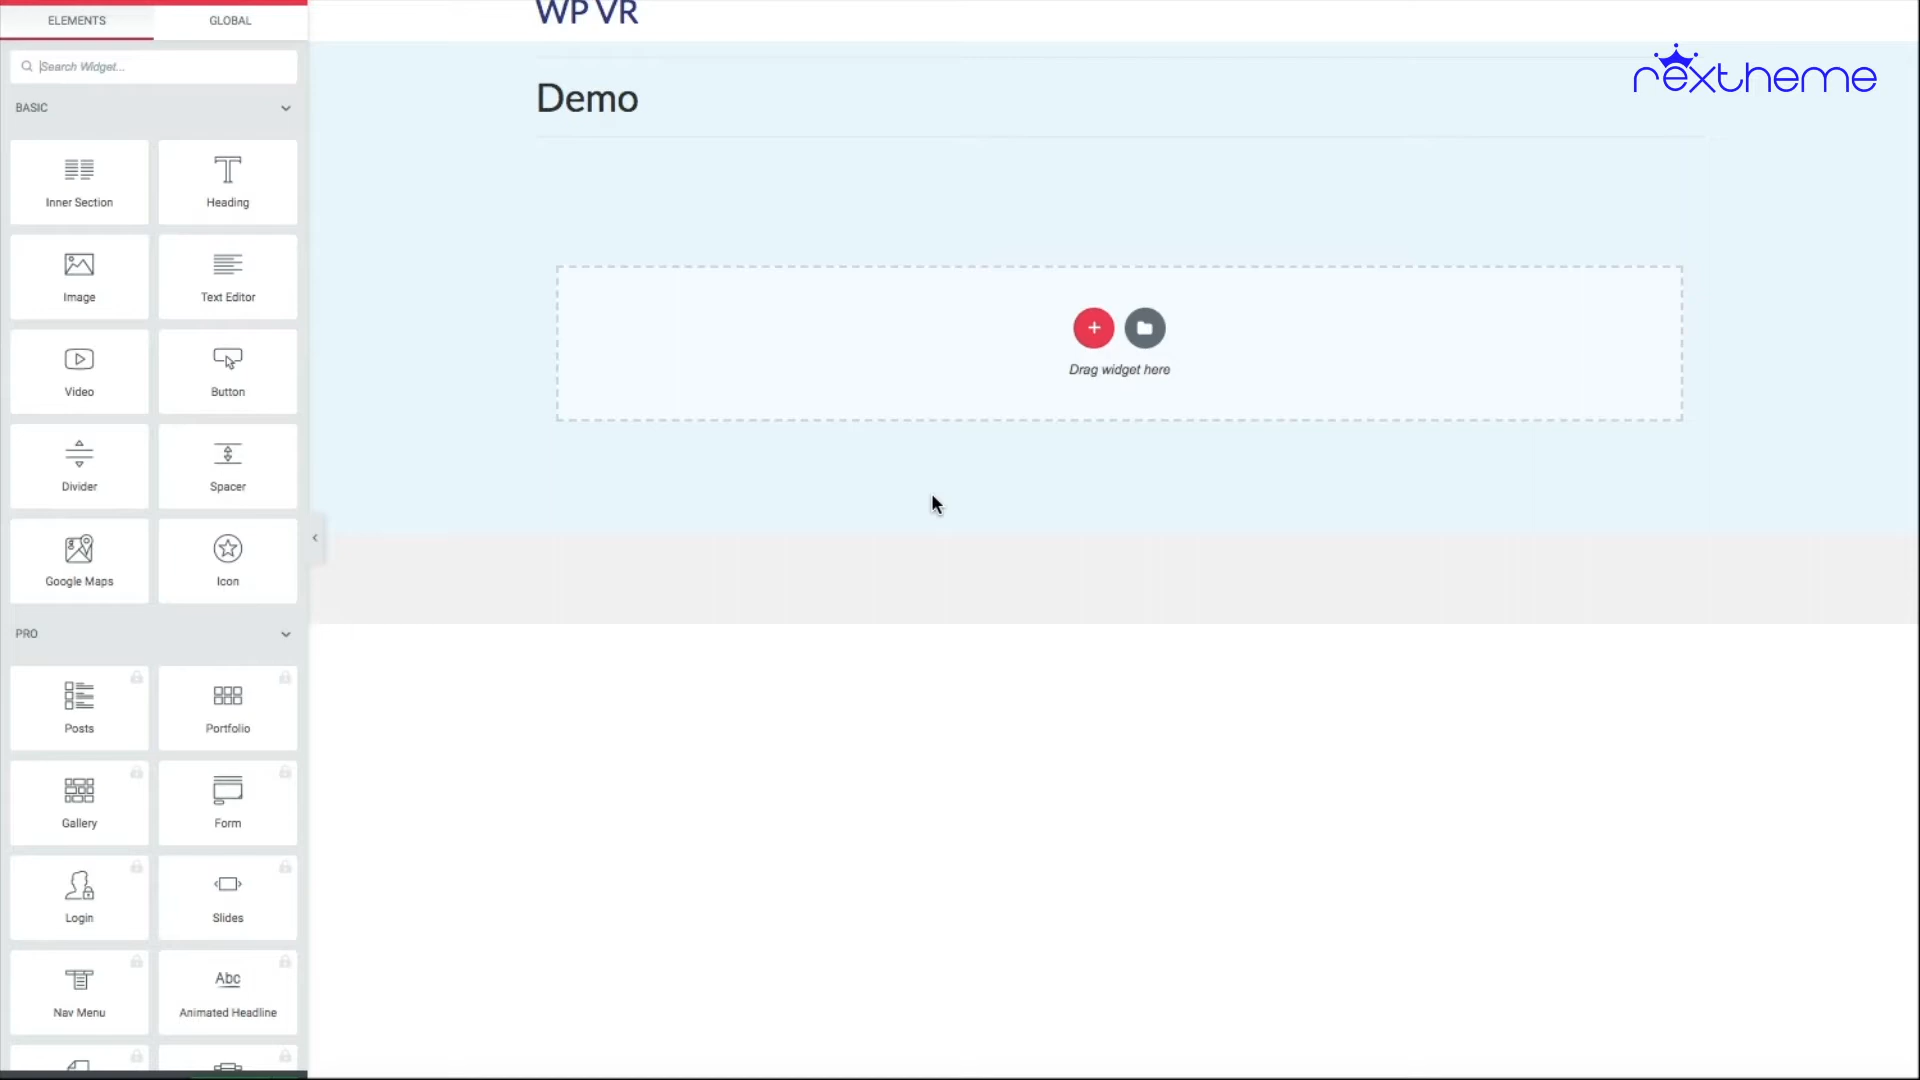 ELEMENTS
GLOBAL
WP VR
Search Widget...
rextheme
BASIC
Demo
Inner Section
Heading
Image
Text Editor
Drag widget here
Video
Button
Divider
Spacer
Google Maps
Icon
PRO
Posts
Portfolio
Gallery
Form
Login
Slides
Abc
Nav Menu
Animated Headline